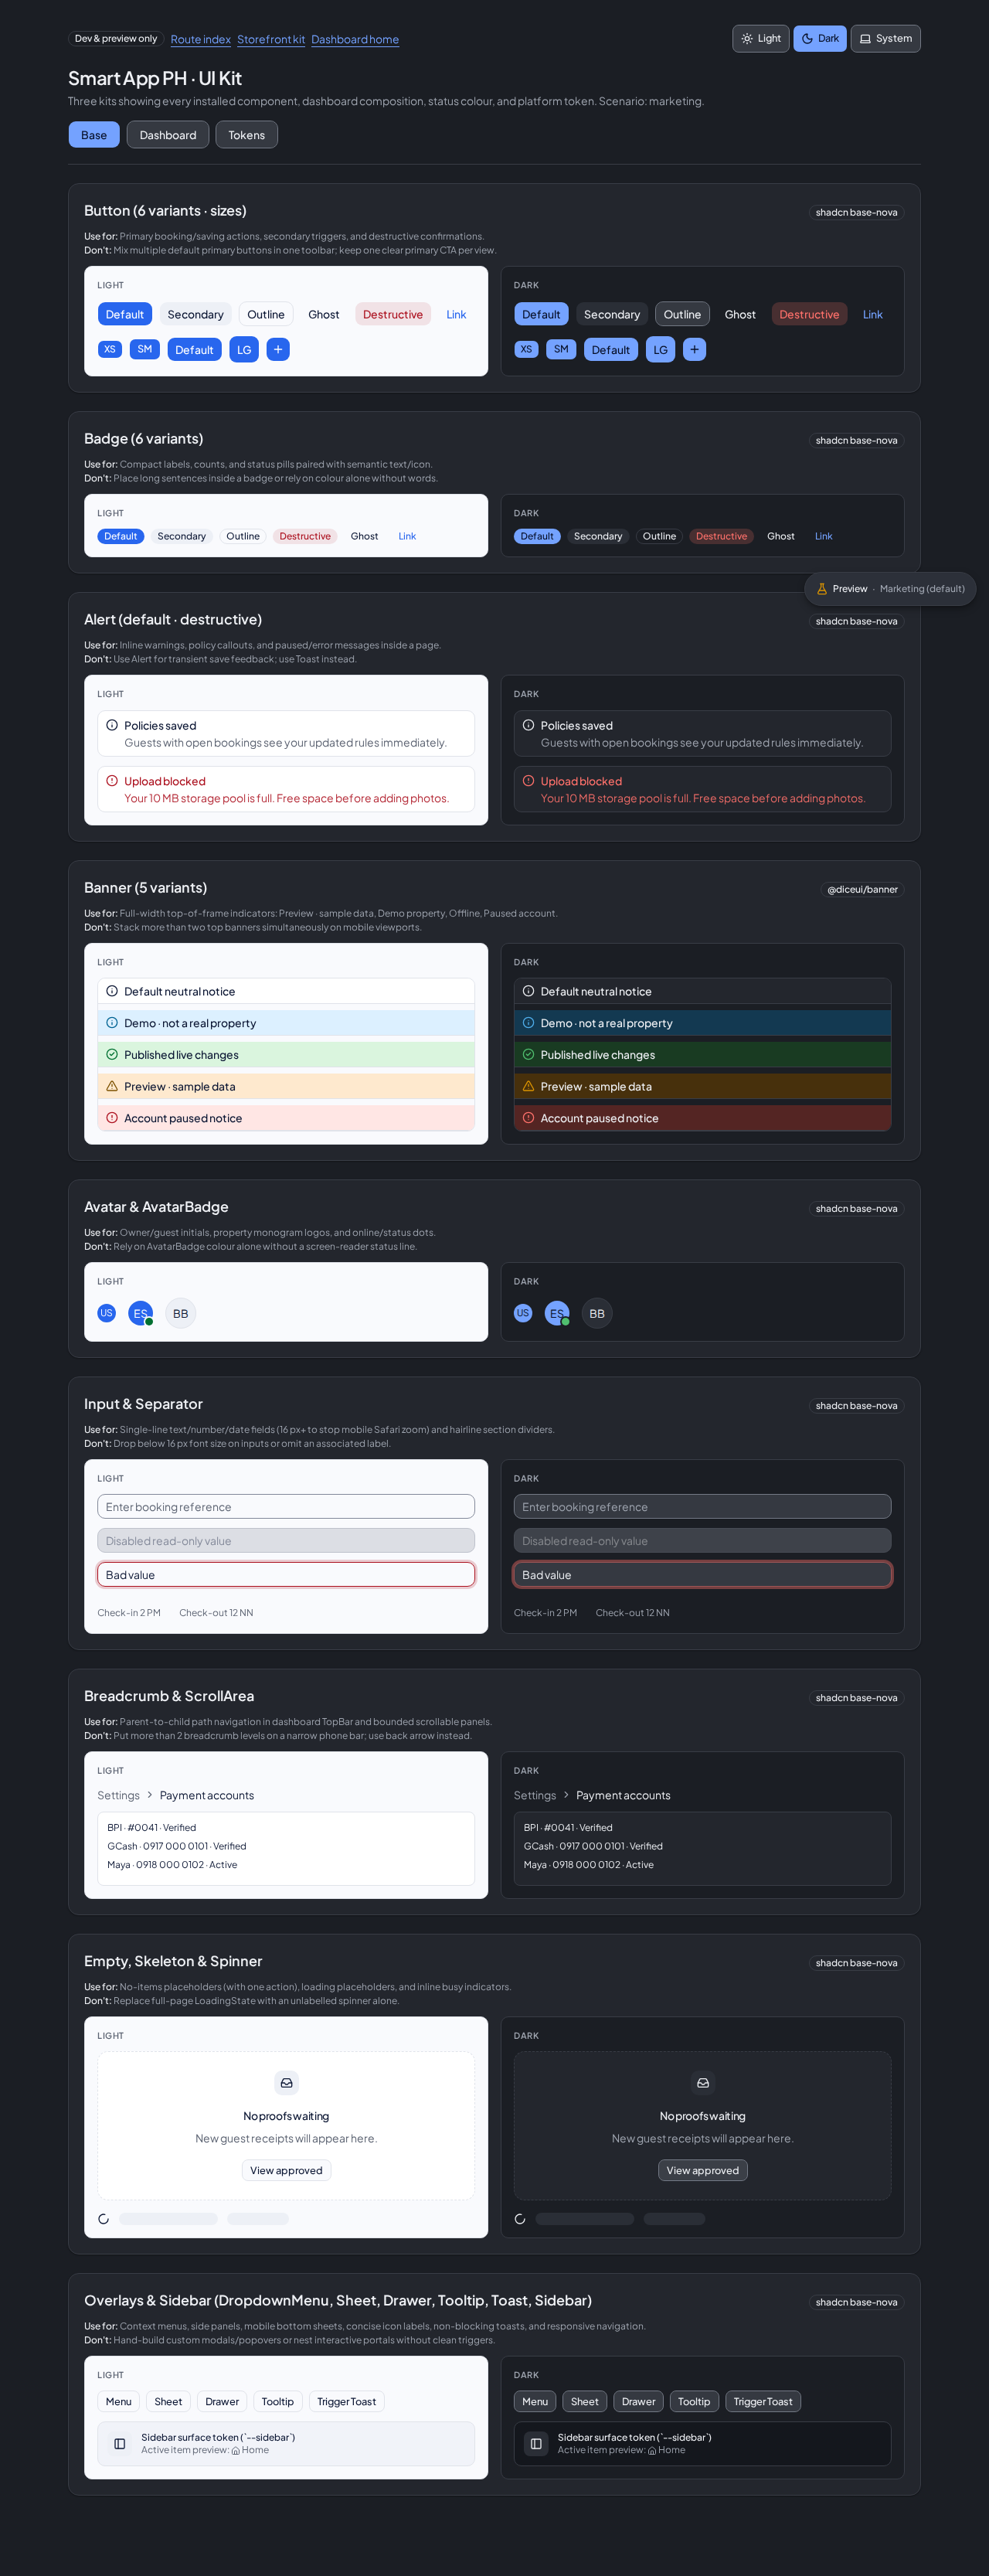 Dev & preview only Route index Storefront kit Dashboard home Light Dark System
Smart App PH · UI Kit
Three kits showing every installed component, dashboard composition, status colour, and platform token. Scenario: marketing.
Base Dashboard Tokens
Button (6 variants · sizes) shadcn base-nova
Use for: Primary booking/saving actions, secondary triggers, and destructive confirmations.
Don't: Mix multiple default primary buttons in one toolbar; keep one clear primary CTA per view.
LIGHT
Default Secondary Outline Ghost Destructive Link
XS SM Default LG +
DARK
Default Secondary Outline Ghost Destructive Link
XS SM Default LG +
Badge (6 variants) shadcn base-nova
Use for: Compact labels, counts, and status pills paired with semantic text/icon.
Don't: Place long sentences inside a badge or rely on colour alone without words.
LIGHT
Default Secondary Outline Destructive Ghost Link
DARK
Default Secondary Outline Destructive Ghost Link
Preview · Marketing (default)
Alert (default · destructive) shadcn base-nova
Use for: Inline warnings, policy callouts, and paused/error messages inside a page.
Don't: Use Alert for transient save feedback; use Toast instead.
LIGHT
Policies saved
Guests with open bookings see your updated rules immediately.
Upload blocked
Your 10 MB storage pool is full. Free space before adding photos.
DARK
Policies saved
Guests with open bookings see your updated rules immediately.
Upload blocked
Your 10 MB storage pool is full. Free space before adding photos.
Banner (5 variants) @diceui/banner
Use for: Full-width top-of-frame indicators: Preview · sample data, Demo property, Offline, Paused account.
Don't: Stack more than two top banners simultaneously on mobile viewports.
LIGHT
Default neutral notice
Demo · not a real property
Published live changes
Preview · sample data
Account paused notice
DARK
Default neutral notice
Demo · not a real property
Published live changes
Preview · sample data
Account paused notice
Avatar & AvatarBadge shadcn base-nova
Use for: Owner/guest initials, property monogram logos, and online/status dots.
Don't: Rely on AvatarBadge colour alone without a screen-reader status line.
LIGHT
US ES BB
DARK
US ES BB
Input & Separator shadcn base-nova
Use for: Single-line text/number/date fields (16 px+ to stop mobile Safari zoom) and hairline section dividers.
Don't: Drop below 16 px font size on inputs or omit an associated label.
LIGHT
Enter booking reference
Disabled read-only value
Bad value
Check-in 2 PM Check-out 12 NN
DARK
Enter booking reference
Disabled read-only value
Bad value
Check-in 2 PM Check-out 12 NN
Breadcrumb & ScrollArea shadcn base-nova
Use for: Parent-to-child path navigation in dashboard TopBar and bounded scrollable panels.
Don't: Put more than 2 breadcrumb levels on a narrow phone bar; use back arrow instead.
LIGHT
Settings > Payment accounts
BPI · #0041 · Verified
GCash · 0917 000 0101 · Verified
Maya · 0918 000 0102 · Active
DARK
Settings > Payment accounts
BPI · #0041 · Verified
GCash · 0917 000 0101 · Verified
Maya · 0918 000 0102 · Active
Empty, Skeleton & Spinner shadcn base-nova
Use for: No-items placeholders (with one action), loading placeholders, and inline busy indicators.
Don't: Replace full-page LoadingState with an unlabelled spinner alone.
LIGHT
No proofs waiting
New guest receipts will appear here.
View approved
DARK
No proofs waiting
New guest receipts will appear here.
View approved
Overlays & Sidebar (DropdownMenu, Sheet, Drawer, Tooltip, Toast, Sidebar) shadcn base-nova
Use for: Context menus, side panels, mobile bottom sheets, concise icon labels, non-blocking toasts, and responsive navigation.
Don't: Hand-build custom modals/popovers or nest interactive portals without clean triggers.
LIGHT
Menu Sheet Drawer Tooltip Trigger Toast
Sidebar surface token (`--sidebar`)
Active item preview: Home
DARK
Menu Sheet Drawer Tooltip Trigger Toast
Sidebar surface token (`--sidebar`)
Active item preview: Home